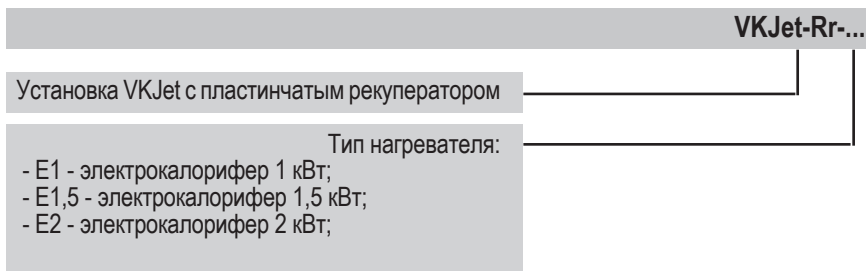 VKJet-Rr-...
Установка VKJet с пластинчатым рекуператором
Тип нагревателя:
- E1 - электрокалорифер 1 кВт;
- E1,5 - электрокалорифер 1,5 кВт;
- E2 - электрокалорифер 2 кВт;